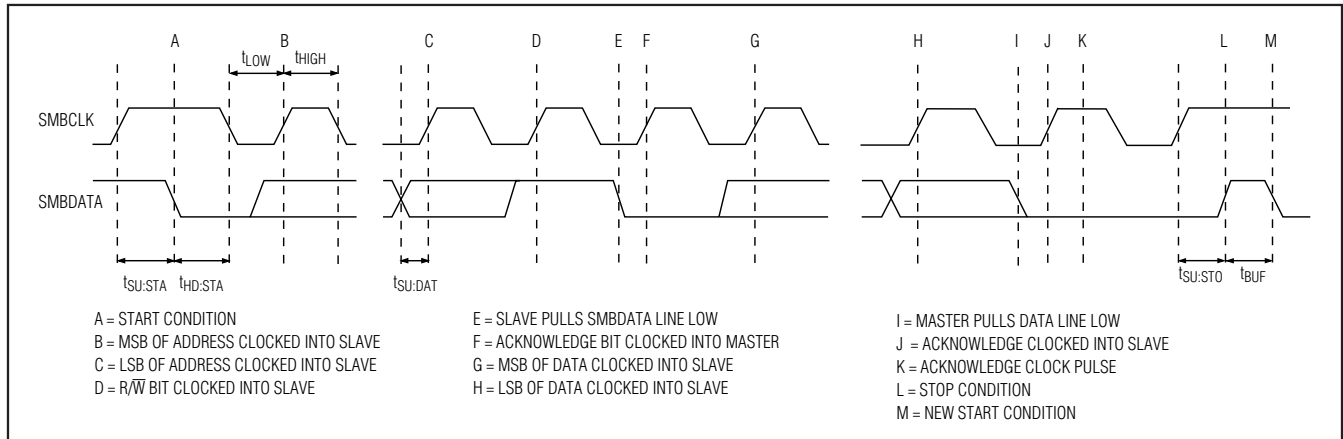 A B C D E F G H I J K L M
tLOW tHIGH
SMBCLK
SMBDATA
tSU:STA tHD:STA tSU:DAT tSU:STO tBUF
A = START CONDITION
B = MSB OF ADDRESS CLOCKED INTO SLAVE
C = LSB OF ADDRESS CLOCKED INTO SLAVE
D = R/W̅ BIT CLOCKED INTO SLAVE
E = SLAVE PULLS SMBDATA LINE LOW
F = ACKNOWLEDGE BIT CLOCKED INTO MASTER
G = MSB OF DATA CLOCKED INTO SLAVE
H = LSB OF DATA CLOCKED INTO SLAVE
I = MASTER PULLS DATA LINE LOW
J = ACKNOWLEDGE CLOCKED INTO SLAVE
K = ACKNOWLEDGE CLOCK PULSE
L = STOP CONDITION
M = NEW START CONDITION